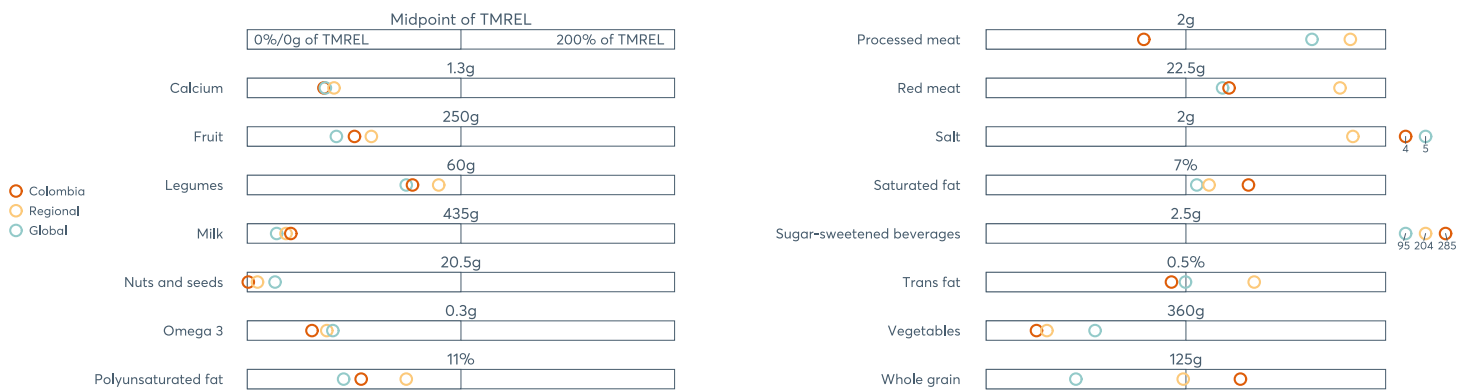 Midpoint of TMREL
0%/0g of TMREL 200% of TMREL
1.3g
Calcium
250g
Fruit
60g
Legumes
435g
Milk
20.5g
Nuts and seeds
0.3g
Omega 3
11%
Polyunsaturated fat
Colombia
Regional
Global
2g
Processed meat
22.5g
Red meat
2g
Salt
4 5
7%
Saturated fat
2.5g
Sugar-sweetened beverages
95 204 285
0.5%
Trans fat
360g
Vegetables
125g
Whole grain